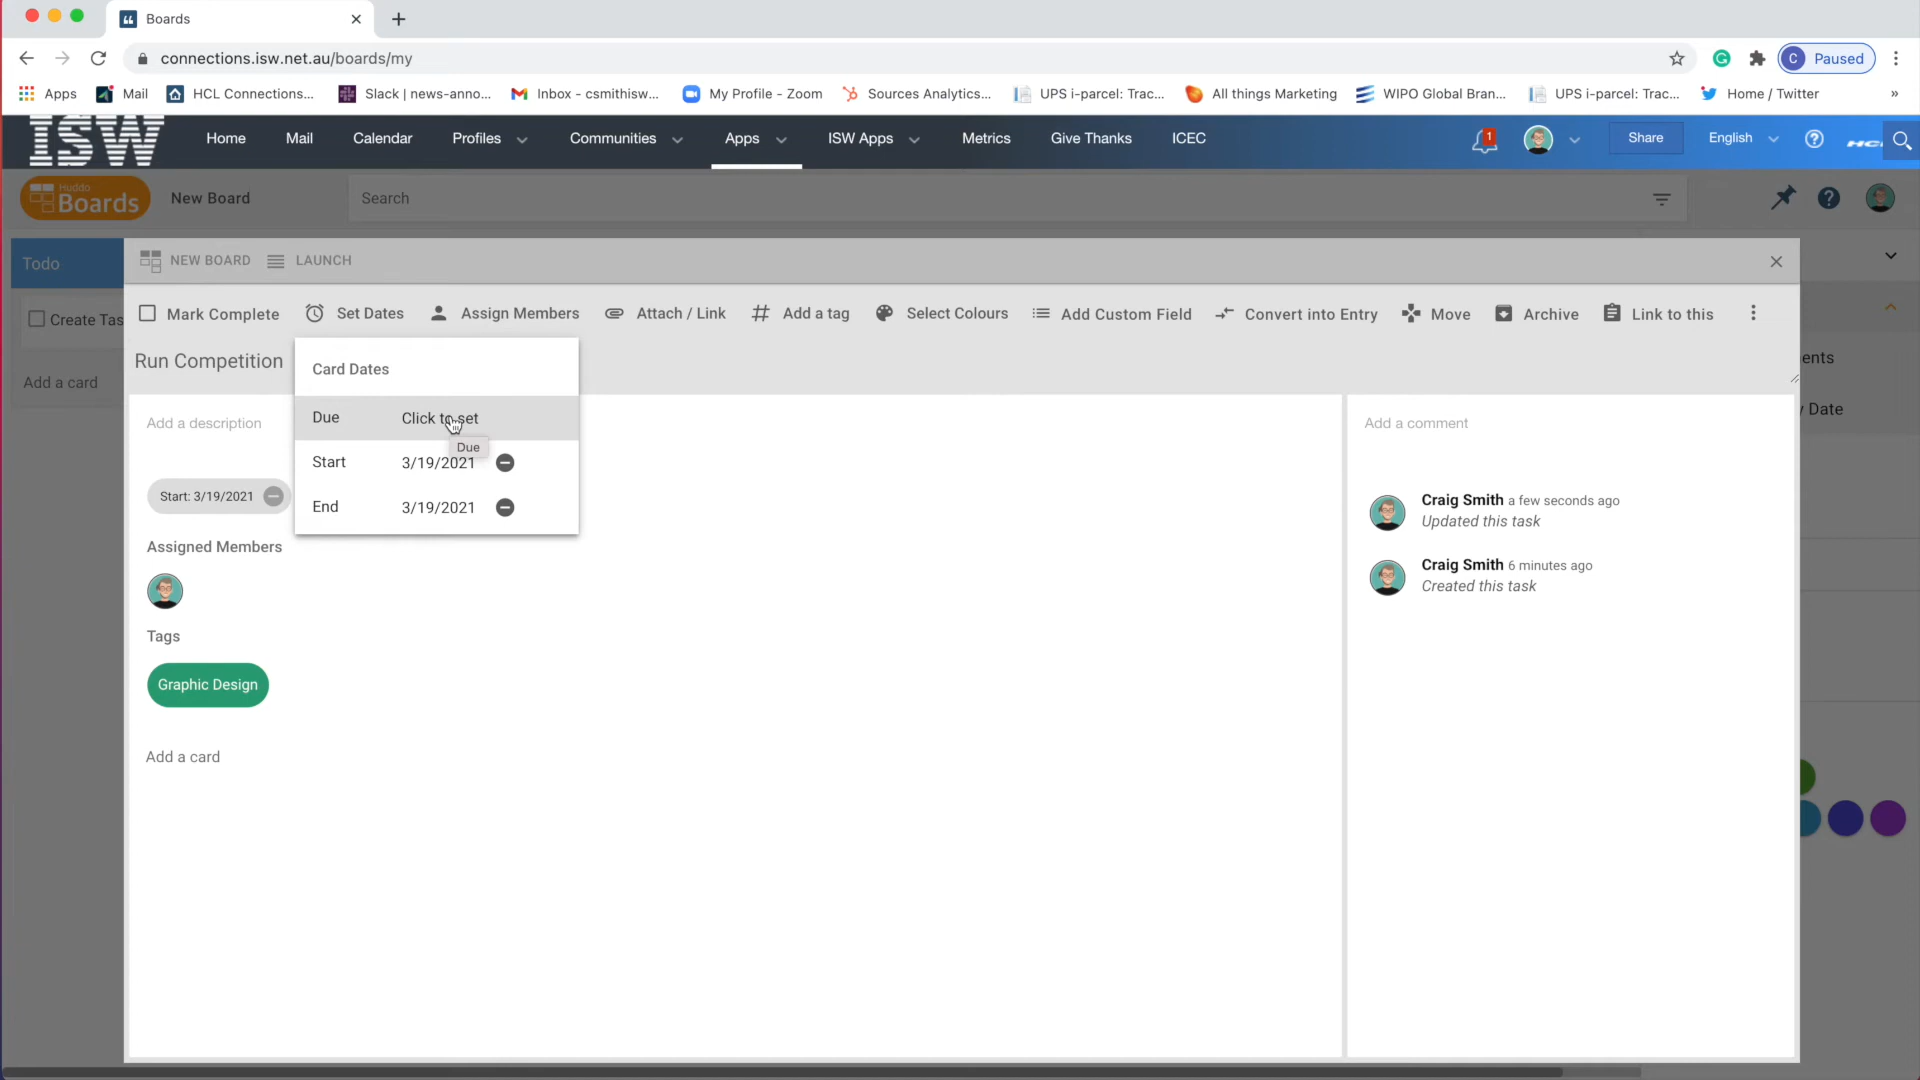 Boards
connections.isw.net.au/boards/my
C Paused
Apps Mail HCL Connections... Slack | news-anno... Inbox - csmithisw... My Profile - Zoom Sources Analytics... UPS i-parcel: Trac... All things Marketing WIPO Global Bran... UPS i-parcel: Trac... Home / Twitter »
ISW Home Mail Calendar Profiles Communities Apps ISW Apps Metrics Give Thanks ICEC 1 Share English HCL
Huddo
Boards New Board Search
Todo NEW BOARD LAUNCH
Mark Complete Set Dates Assign Members Attach / Link Add a tag Select Colours Add Custom Field Convert into Entry Move Archive Link to this
Create Tas
Run Competition Card Dates
ents
Add a card
y Date
Due Click to set
Add a description
Add a comment
Due
Start 3/19/2021
Start: 3/19/2021
End 3/19/2021
Craig Smith a few seconds ago
Updated this task
Assigned Members
Craig Smith 6 minutes ago
Created this task
Tags
Graphic Design
Add a card